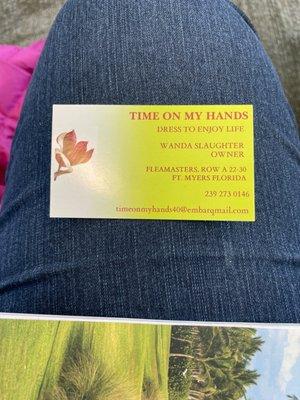 TIME ON MY HANDS
DRESS TO ENJOY LIFE
WANDA SLAUGHTER
OWNER
FLEAMASTERS, ROW A 22-30
FT. MYERS FLORIDA
239 273 0146
timeonmyhands40@embarqmail.com